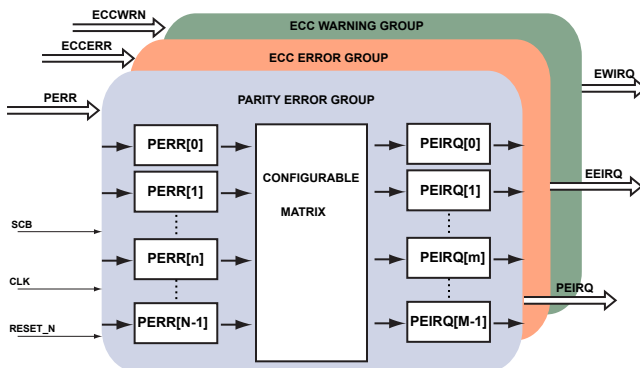 ECCWRN
ECC WARNING GROUP
ECCERR
ECC ERROR GROUP
EWIRQ
PERR
PARITY ERROR GROUP
PERR[0]
PEIRQ[0]
CONFIGURABLE
MATRIX
PERR[1]
PEIRQ[1]
EEIRQ
SCB
PERR[n]
PEIRQ[m]
CLK
PEIRQ
RESET_N
PERR[N-1]
PEIRQ[M-1]